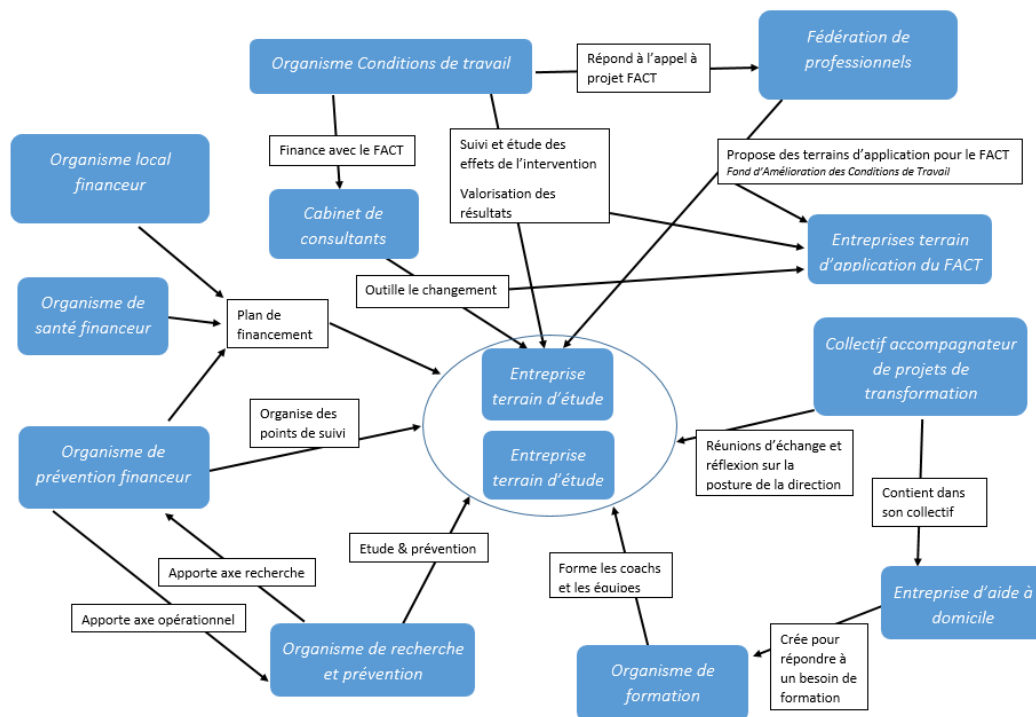 Organisme Conditions de travail
Répond à l'appel à
projet FACT
Fédération de
professionnels
Organisme local
financeur
Finance avec le FACT
Suivi et étude des
effets de l'intervention
Valorisation des
résultats
Propose des terrains d'application pour le FACT
Fond d'Amélioration des Conditions de Travail
Cabinet de
consultants
Entreprises terrain
d'application du FACT
Organisme de
santé financeur
Plan de
financement
Outille le changement
Collectif accompagnateur
de projets de
transformation
Entreprise
terrain d'étude
Organise des
points de suivi
Organisme de
prévention financeur
Entreprise
terrain d'étude
Réunions d'échange et
réflexion sur la
posture de la direction
Contient dans
son collectif
Etude & prévention
Apporte axe recherche
Forme les coachs
et les équipes
Apporte axe opérationnel
Entreprise d'aide à
domicile
Organisme de recherche
et prévention
Organisme de
formation
Crée pour
répondre à
un besoin de
formation